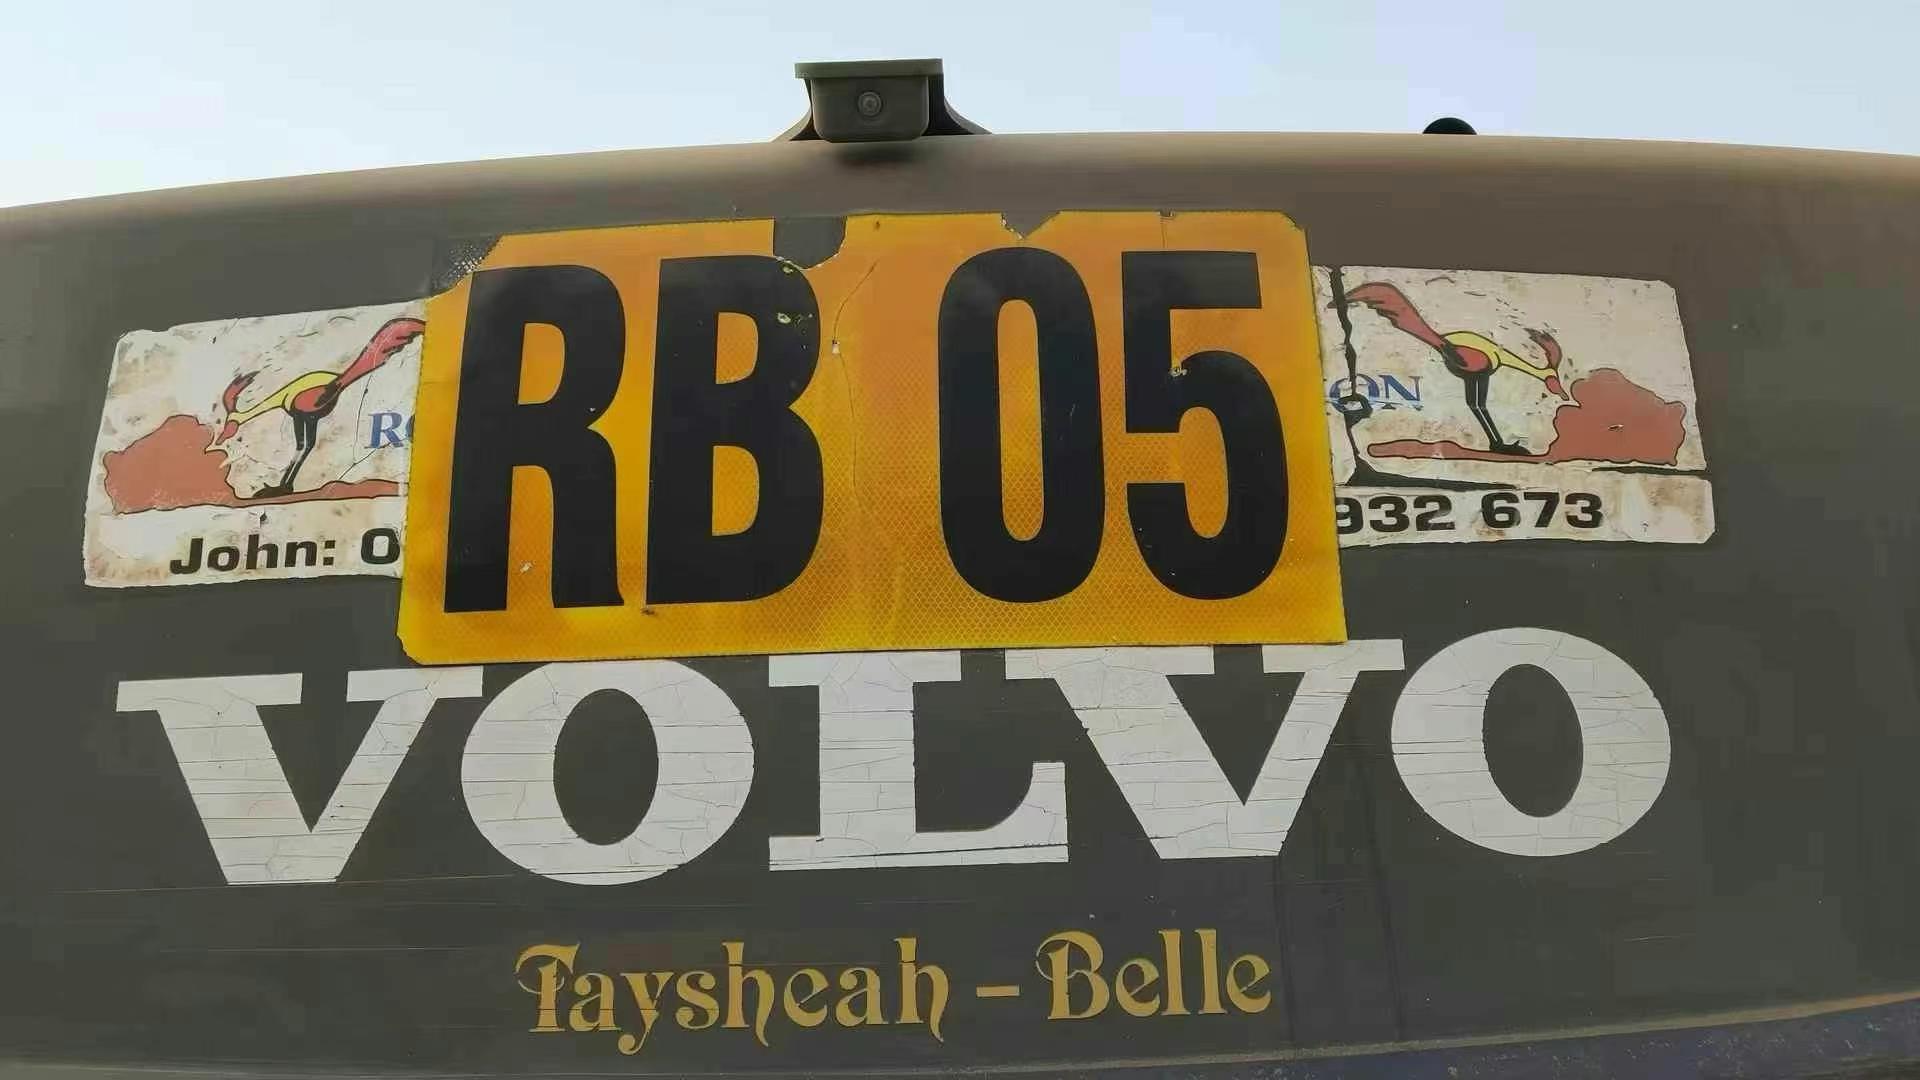 RB 05
John: 0
932 673
VOLVO
Taysheah - Belle